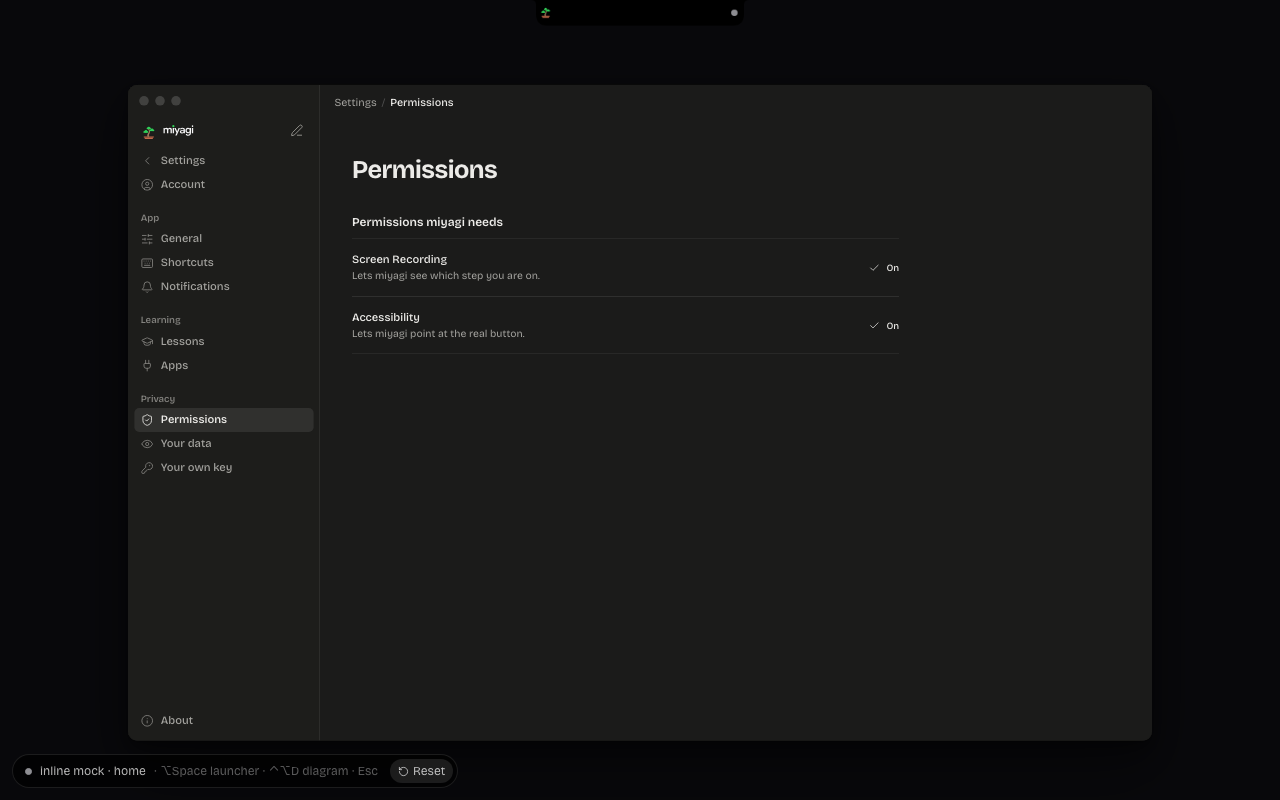 miyagi
Settings
Account
App
General
Shortcuts
Notifications
Learning
Lessons
Apps
Privacy
Permissions
Your data
Your own key
About
Settings / Permissions
Permissions
Permissions miyagi needs
Screen Recording
Lets miyagi see which step you are on.
On
Accessibility
Lets miyagi point at the real button.
On
inline mock · home · ⌥Space launcher · ^⌥D diagram · Esc Reset